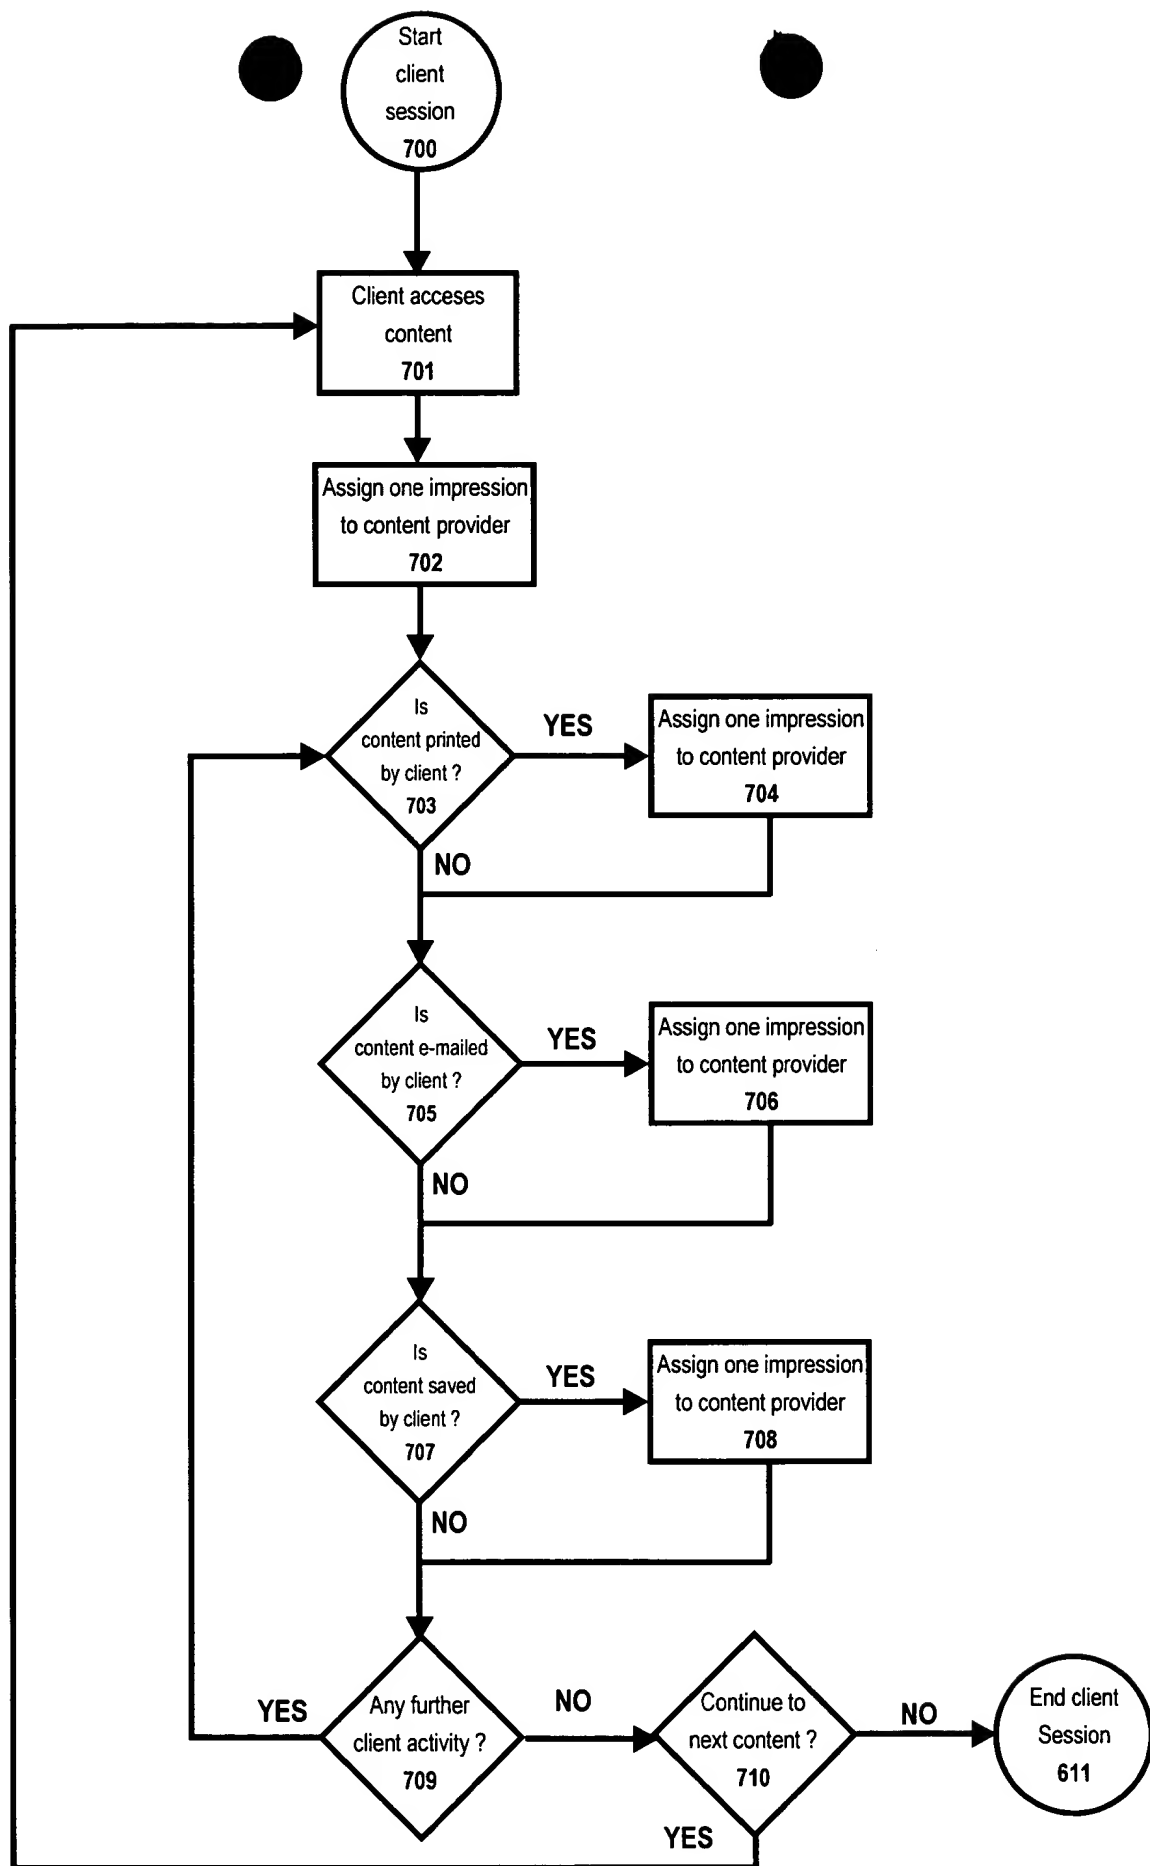 Start
client
session
700
Client acceses
content
701
Assign one impression
to content provider
702
Is
content printed
by client ?
703
YES
Assign one impression
to content provider
704
NO
Is
content e-mailed
by client ?
705
YES
Assign one impression
to content provider
706
NO
Is
content saved
by client ?
707
YES
Assign one impression
to content provider
708
NO
Any further
client activity ?
709
YES
NO
Continue to
next content ?
710
NO
End client
Session
611
YES